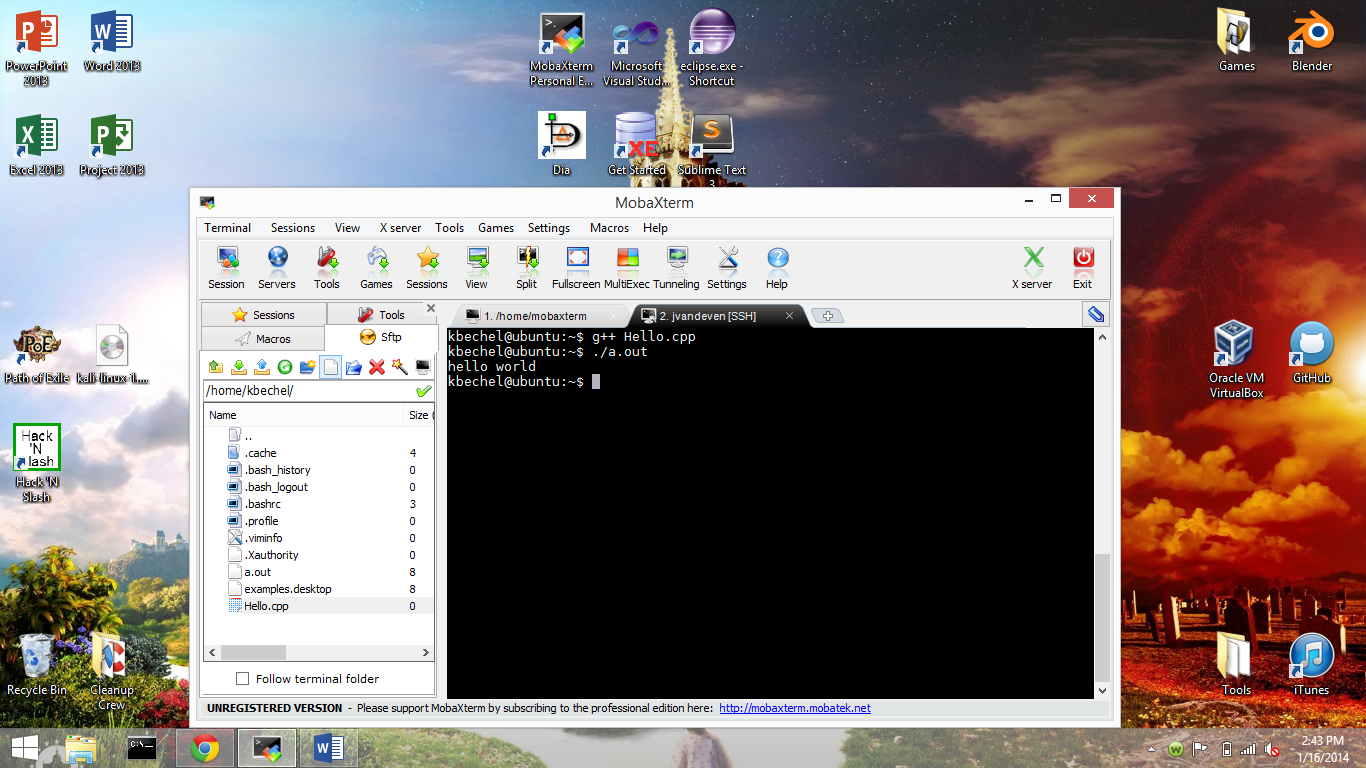 PowerPoint 2013
Word 2013
MobaXterm Personal E...
Microsoft Visual Stud...
eclipse.exe - Shortcut
Games
Blender
Excel 2013
Project 2013
Dia
XE
Get Started
S
Sublime Text 3
MobaXterm
Terminal Sessions View X server Tools Games Settings Macros Help
Session Servers Tools Games Sessions View Split Fullscreen MultiExec Tunneling Settings Help X server Exit
Sessions Tools
Macros Sftp
1. /home/mobaxterm
2. jvandeven [SSH]
/home/kbechel/
Name Size (
..
.cache 4
.bash_history 0
.bash_logout 0
.bashrc 3
.profile 0
.viminfo 0
.Xauthority
a.out 8
examples.desktop 8
Hello.cpp 0
Follow terminal folder
kbechel@ubuntu:~$ g++ Hello.cpp
kbechel@ubuntu:~$ ./a.out
hello world
kbechel@ubuntu:~$
UNREGISTERED VERSION - Please support MobaXterm by subscribing to the professional edition here: http://mobaxterm.mobatek.net
PoE
Path of Exile
kali-linux-1....
Hack
'N
lash
Hack 'N Slash
Oracle VM VirtualBox
GitHub
Recycle Bin
Cleanup Crew
Tools
iTunes
C:\_
2:43 PM
1/16/2014